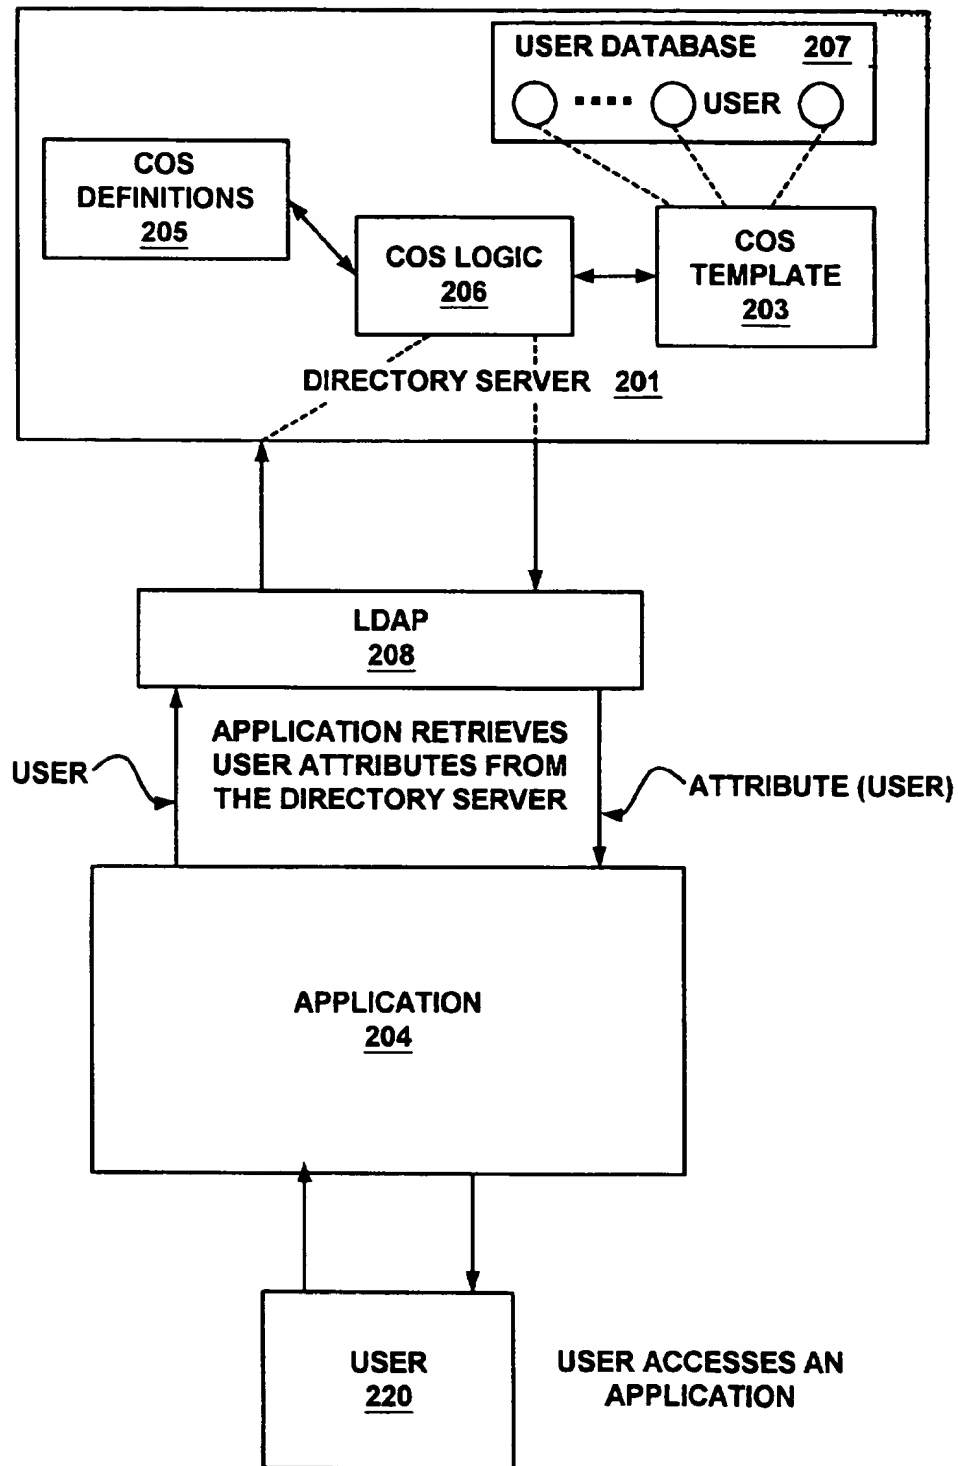 USER DATABASE 207
USER
COS
DEFINITIONS
205
COS LOGIC
206
COS
TEMPLATE
203
DIRECTORY SERVER 201
LDAP
208
APPLICATION RETRIEVES
USER ATTRIBUTES FROM
THE DIRECTORY SERVER
USER
ATTRIBUTE (USER)
APPLICATION
204
USER
220
USER ACCESSES AN
APPLICATION